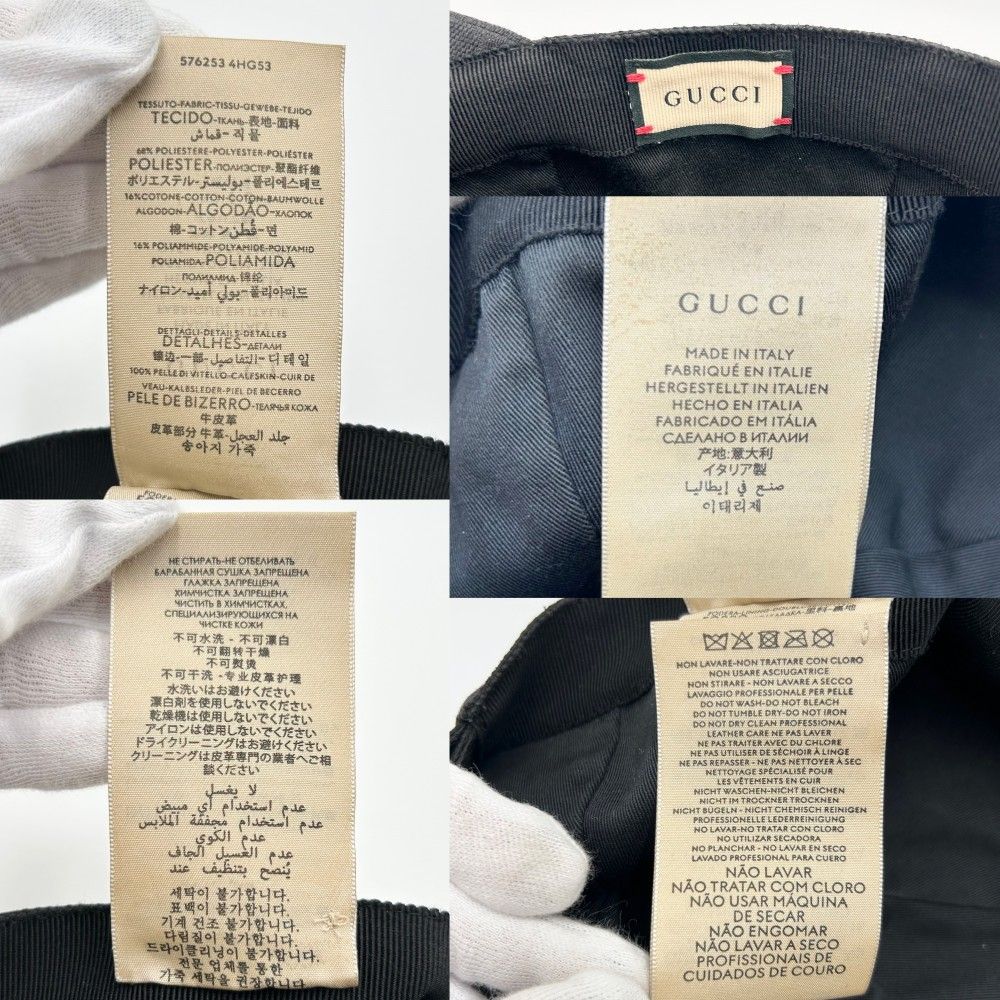 576253 4HG53
TESSUTO-FABRIC-TISSU-GEWEBE-TEJIDO
TECIDO-ТКАНЬ-表地-面料
قماش-직물
68% POLIESTERE-POLYESTER-POLIÉSTER
POLIESTER-ПОЛИЭСТЕР-聚酯纤维
ポリエステル-بوليستر-폴리에스테르
16%COTONE-COTTON-COTON-BAUMWOLLE
ALGODON-ALGODÃO-ХЛОПОК
棉-コットン-قُطن-면
16% POLIAMMIDE-POLYAMIDE-POLYAMID
POLIAMIDA-POLIAMIDA
ПОЛИАМИД-锦纶
ナイロン-بولي أميد-폴리아미드
DETTAGLI-DETAILS-DETALLES
DETALHES-ДЕТАЛИ
镶边-一部-التفاصيل-디테일
100% PELLE DI VITELLO-CALFSKIN-CUIR DE
VEAU-KALBSLEDER-PIEL DE BECERRO
PELE DE BIZERRO-ТЕЛЯЧЬЯ КОЖА
牛皮革
皮革部分 牛革-جلد العجل
송아지 가죽
GUCCI
GUCCI
MADE IN ITALY
FABRIQUÉ EN ITALIE
HERGESTELLT IN ITALIEN
HECHO EN ITALIA
FABRICADO EM ITÁLIA
СДЕЛАНО В ИТАЛИИ
产地:意大利
イタリア製
صنع في إيطاليا
이태리제
НЕ СТИРАТЬ-НЕ ОТБЕЛИВАТЬ
БАРАБАННАЯ СУШКА ЗАПРЕЩЕНА
ГЛАЖКА ЗАПРЕЩЕНА
ХИМЧИСТКА ЗАПРЕЩЕНА
ЧИСТИТЬ В ХИМЧИСТКАХ,
СПЕЦИАЛИЗИРУЮЩИХСЯ НА
ЧИСТКЕ КОЖИ
不可水洗 - 不可漂白
不可翻转干燥
不可熨烫
不可干洗 - 专业皮革护理
水洗いはお避けください
漂白剤を使用しないでください
乾燥機は使用しないでください
アイロンは使用しないでください
ドライクリーニングはお避けください
クリーニングは皮革専門の業者へご相
談ください
لا يغسل
عدم استخدام أي مبيض
عدم استخدام مجففة الملابس
عدم الكوي
عدم الغسيل الجاف
يُنصح بتنظيف عند
세탁이 불가합니다.
표백이 불가합니다.
기계 건조 불가합니다.
다림질이 불가합니다.
드라이클리닝이 불가합니다.
전문 업체를 통한
가죽 세탁을 권장합니다.
NON LAVARE-NON TRATTARE CON CLORO
NON USARE ASCIUGATRICE
NON STIRARE - NON LAVARE A SECCO
LAVAGGIO PROFESSIONALE PER PELLE
DO NOT WASH-DO NOT BLEACH
DO NOT TUMBLE DRY-DO NOT IRON
DO NOT DRY CLEAN PROFESSIONAL
LEATHER CARE NE PAS LAVER
NE PAS TRAITER AVEC DU CHLORE
NE PAS UTILISER DE SÉCHOIR À LINGE
NE PAS REPASSER - NE PAS NETTOYER À SEC
NETTOYAGE SPÉCIALISÉ POUR
LES VÊTEMENTS EN CUIR
NICHT WASCHEN-NICHT BLEICHEN
NICHT IM TROCKNER TROCKNEN
NICHT BÜGELN - NICHT CHEMISCH REINIGEN
PROFESSIONELLE LEDERREINIGUNG
NO LAVAR-NO TRATAR CON CLORO
NO UTILIZAR SECADORA
NO PLANCHAR - NO LAVAR EN SECO
LAVADO PROFESIONAL PARA CUERO
NÃO LAVAR
NÃO TRATAR COM CLORO
NÃO USAR MÁQUINA
DE SECAR
NÃO ENGOMAR
NÃO LAVAR A SECO
PROFISSIONAIS DE
CUIDADOS DE COURO